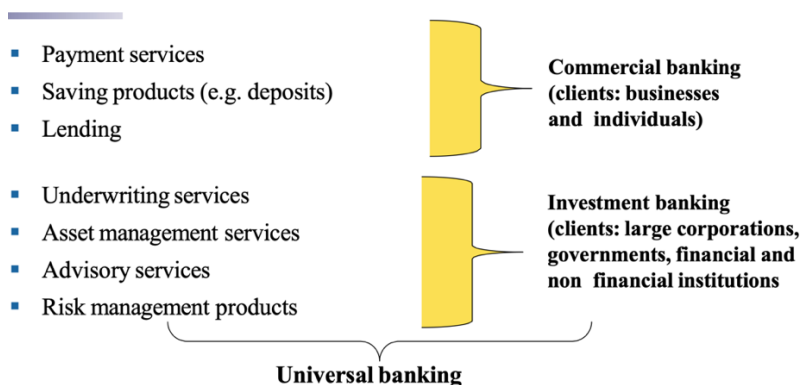 Payment services
Saving products (e.g. deposits)
Lending
Commercial banking
(clients: businesses
and individuals)
Underwriting services
Asset management services
Advisory services
Risk management products
Investment banking
(clients: large corporations,
governments, financial and
non financial institutions
Universal banking